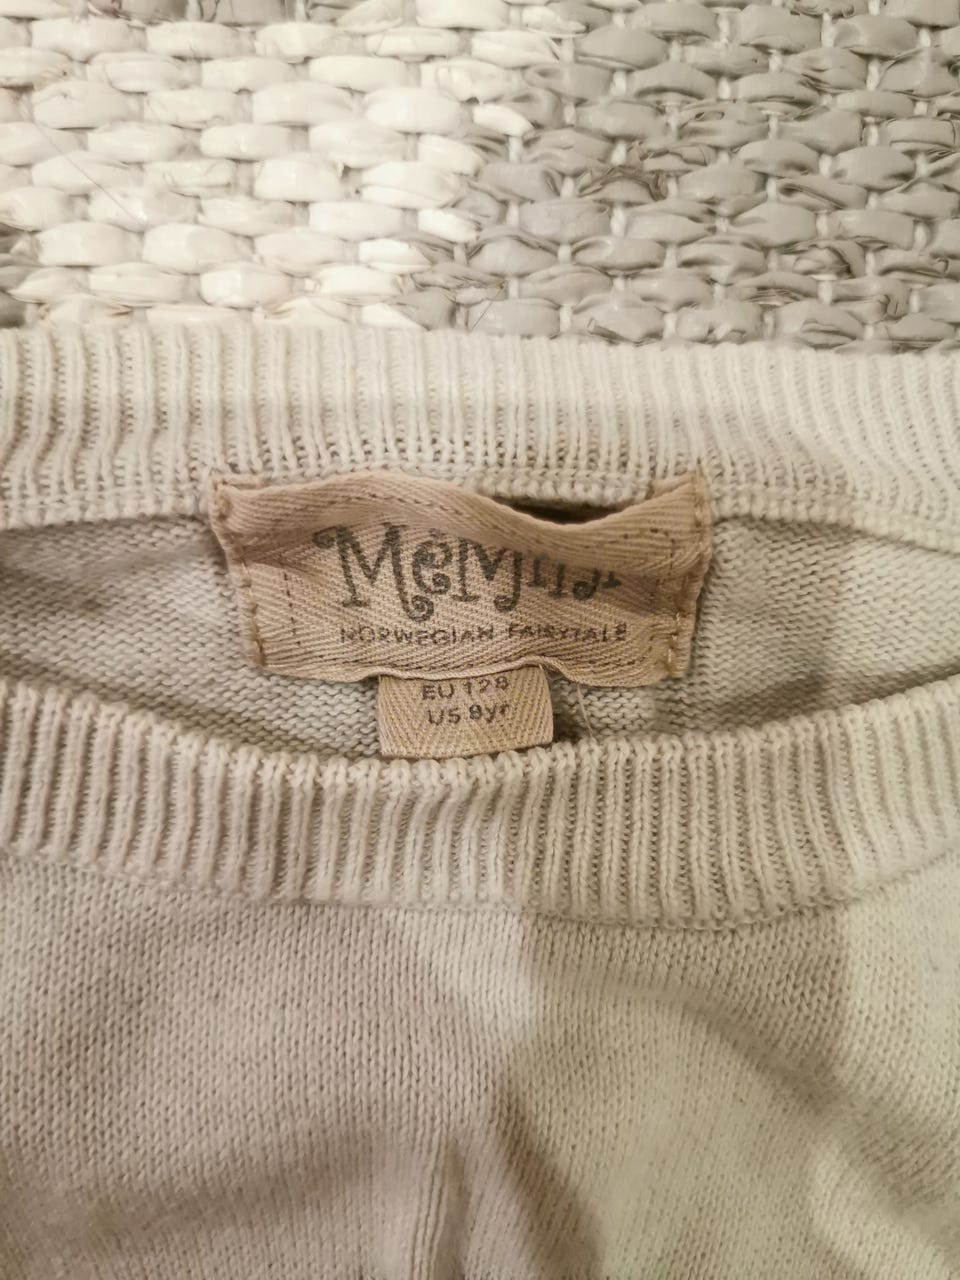 NORWEGIAN FAIRYTALE
EU 128
US 8yr